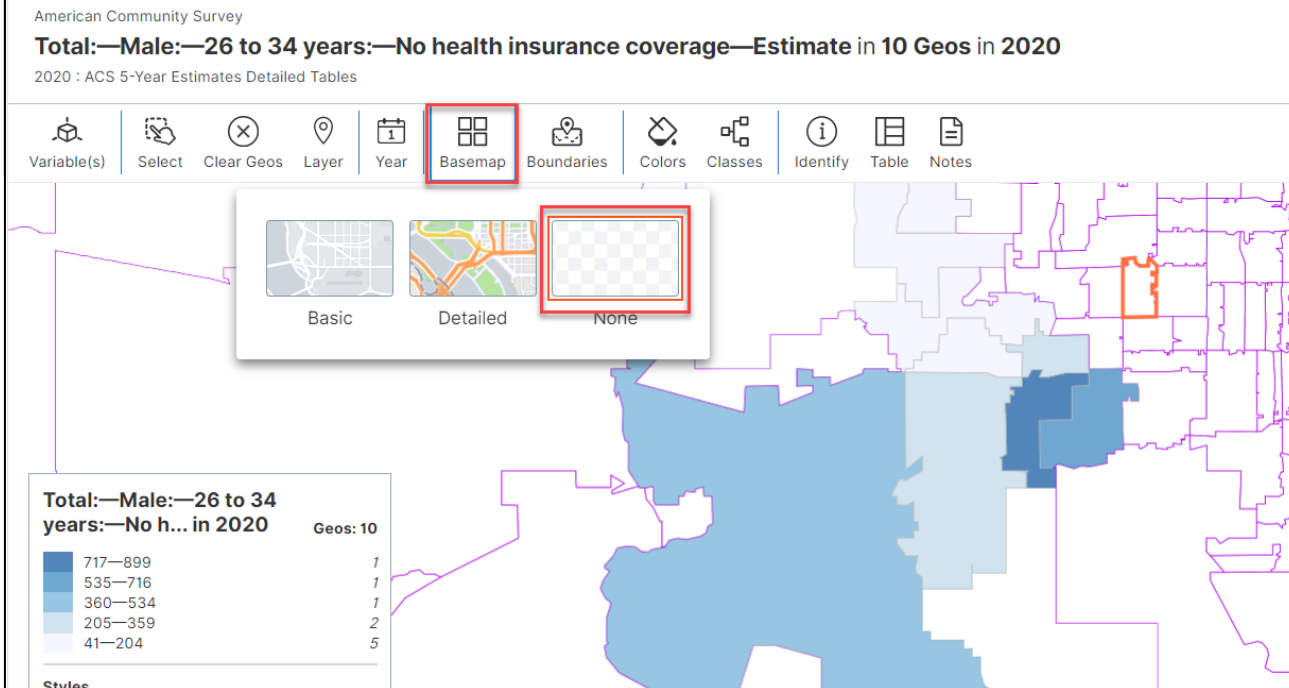 American Community Survey
Total:—Male:—26 to 34 years:—No health insurance coverage—Estimate in 10 Geos in 2020
2020 : ACS 5-Year Estimates Detailed Tables
Variable(s) Select Clear Geos Layer 1 Year Basemap Boundaries Colors Classes Identify Table Notes
Basic Detailed None
Total:—Male:—26 to 34
years:—No h... in 2020 Geos: 10
717—899 1
535—716 1
360—534 1
205—359 2
41—204 5
Styles